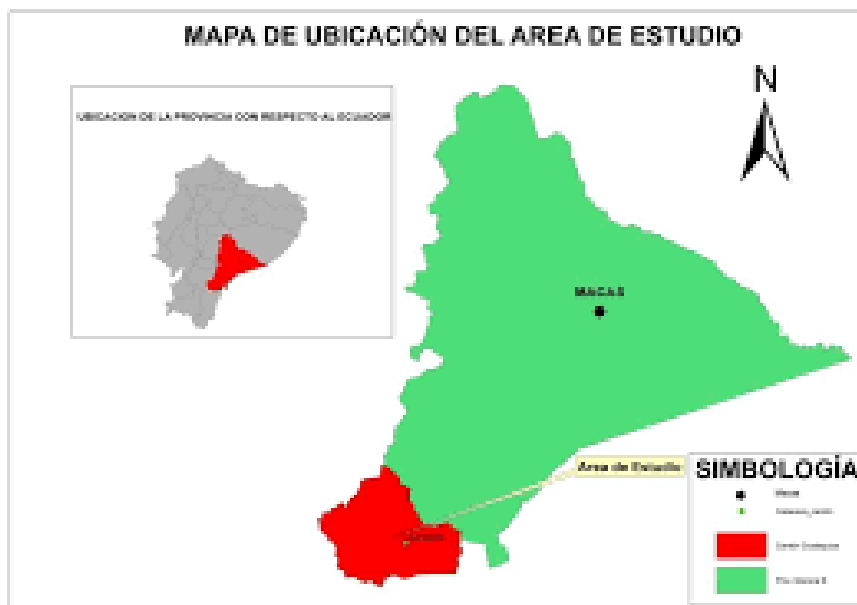 MAPA DE UBICACIÓN DEL AREA DE ESTUDIO
UBICACION DE LA PROVINCIA CON RESPECTO AL ECUADOR
N
MACAS
Area de Estudio
SIMBOLOGÍA
Macas